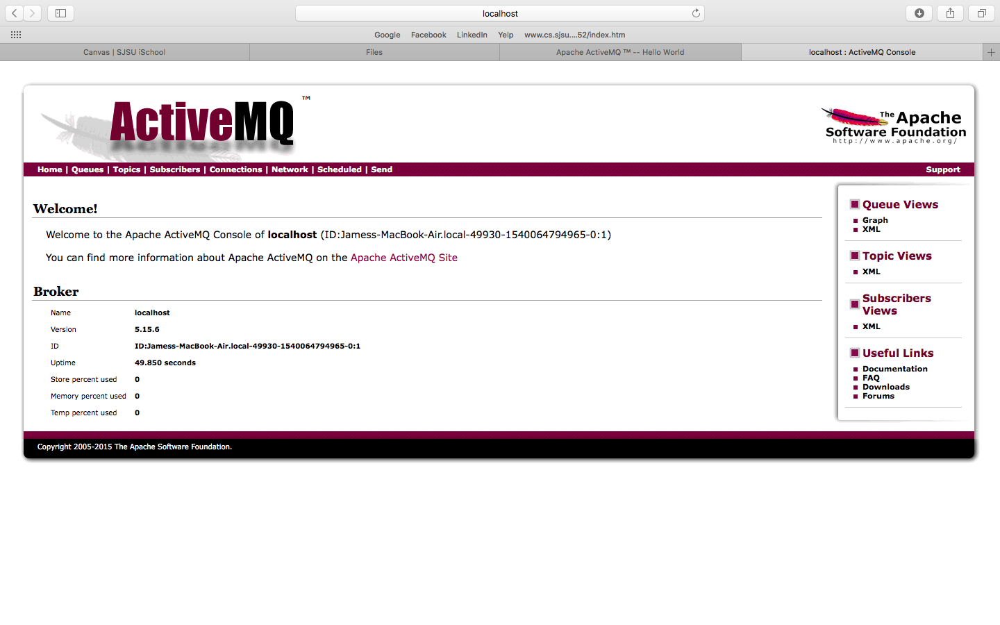 localhost
Google Facebook LinkedIn Yelp www.cs.sjsu....52/index.htm
Canvas | SJSU iSchool Files Apache ActiveMQ ™ -- Hello World localhost : ActiveMQ Console
ActiveMQ ™
The Apache
Software Foundation
http://www.apache.org/
Home | Queues | Topics | Subscribers | Connections | Network | Scheduled | Send Support
Welcome!
Welcome to the Apache ActiveMQ Console of localhost (ID:Jamess-MacBook-Air.local-49930-1540064794965-0:1)
You can find more information about Apache ActiveMQ on the Apache ActiveMQ Site
Broker
Name localhost
Version 5.15.6
ID ID:Jamess-MacBook-Air.local-49930-1540064794965-0:1
Uptime 49.850 seconds
Store percent used 0
Memory percent used 0
Temp percent used 0
Queue Views
Graph
XML
Topic Views
XML
Subscribers
Views
XML
Useful Links
Documentation
FAQ
Downloads
Forums
Copyright 2005-2015 The Apache Software Foundation.